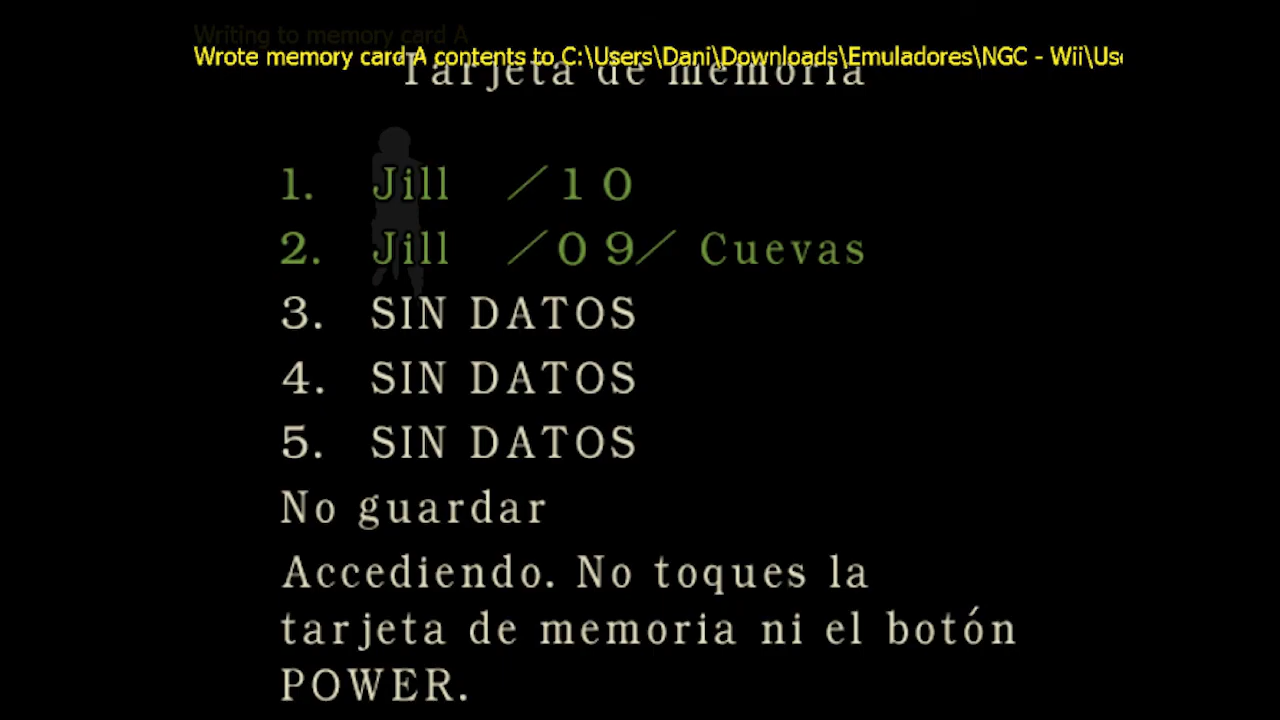 Writing to memory card A
Wrote memory card A contents to C:\Users\Dani\Downloads\Emuladores\NGC - Wii\Us
Tarjeta de memoria
1. Jill ／１０
2. Jill ／０９／ Cuevas
3. SIN DATOS
4. SIN DATOS
5. SIN DATOS
No guardar
Accediendo. No toques la
tarjeta de memoria ni el botón
POWER.